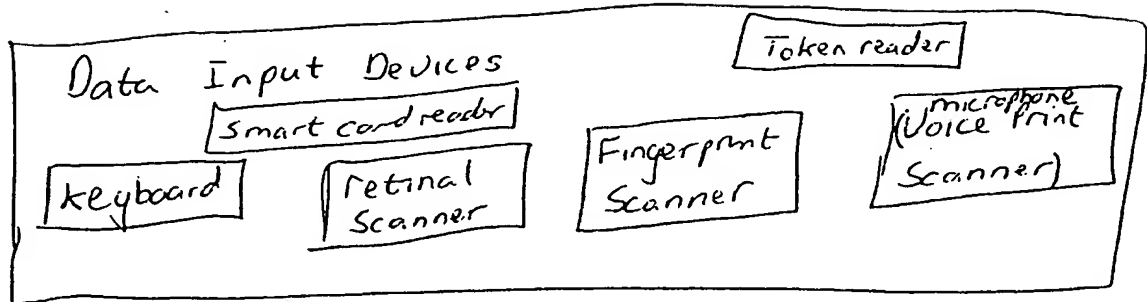 Token reader
Data Input Devices
Smart card reader
microphone
(Voice Print
Scanner)
Fingerprint
Scanner
keyboard
retinal
Scanner